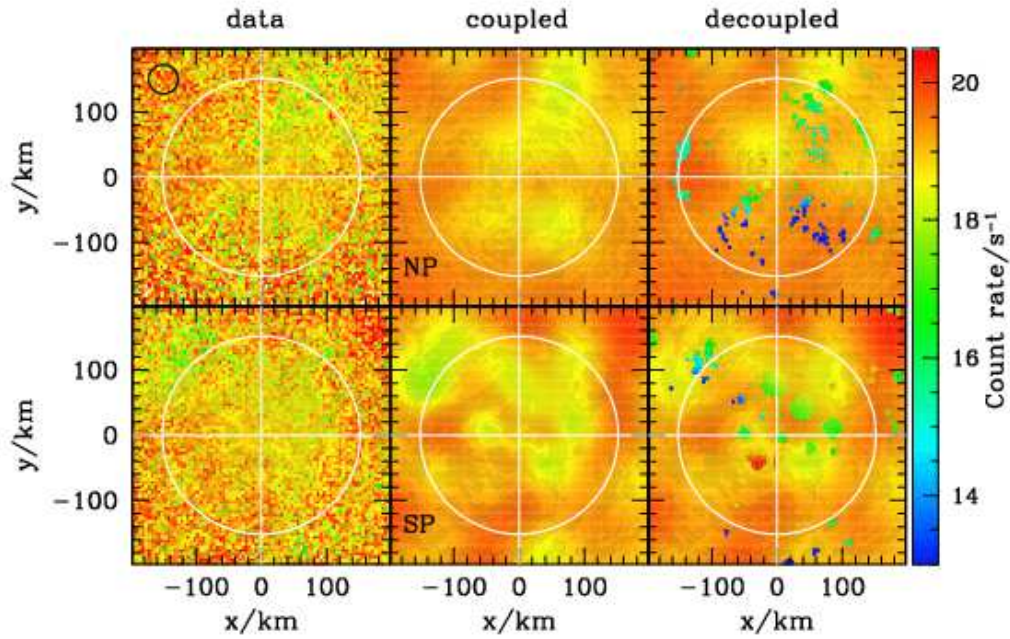 data coupled decoupled
100
0
-100
y/km
NP
100
0
-100
y/km
SP
-100 0 100 -100 0 100 -100 0 100
x/km x/km x/km
20
18
16
14
Count rate/s⁻¹